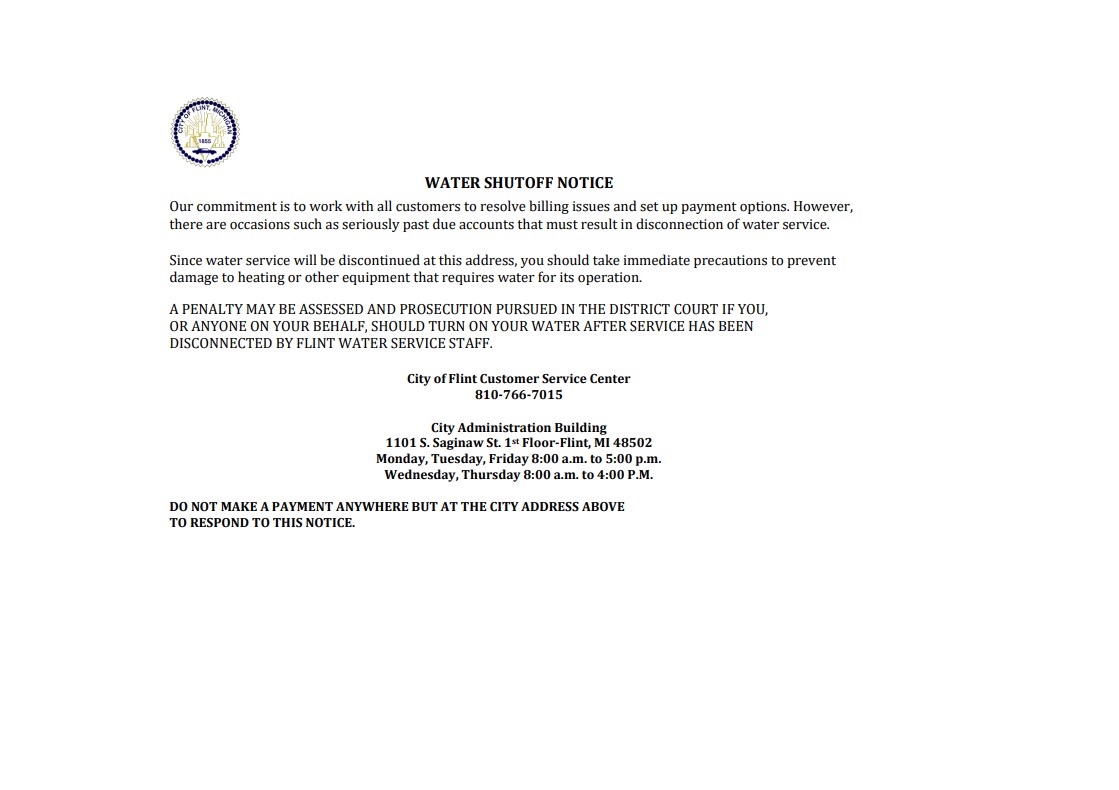 CITY OF FLINT, MICHIGAN
1855
WATER SHUTOFF NOTICE
Our commitment is to work with all customers to resolve billing issues and set up payment options. However,
there are occasions such as seriously past due accounts that must result in disconnection of water service.
Since water service will be discontinued at this address, you should take immediate precautions to prevent
damage to heating or other equipment that requires water for its operation.
A PENALTY MAY BE ASSESSED AND PROSECUTION PURSUED IN THE DISTRICT COURT IF YOU,
OR ANYONE ON YOUR BEHALF, SHOULD TURN ON YOUR WATER AFTER SERVICE HAS BEEN
DISCONNECTED BY FLINT WATER SERVICE STAFF.
City of Flint Customer Service Center
810-766-7015
City Administration Building
1101 S. Saginaw St. 1st Floor-Flint, MI 48502
Monday, Tuesday, Friday 8:00 a.m. to 5:00 p.m.
Wednesday, Thursday 8:00 a.m. to 4:00 P.M.
DO NOT MAKE A PAYMENT ANYWHERE BUT AT THE CITY ADDRESS ABOVE
TO RESPOND TO THIS NOTICE.